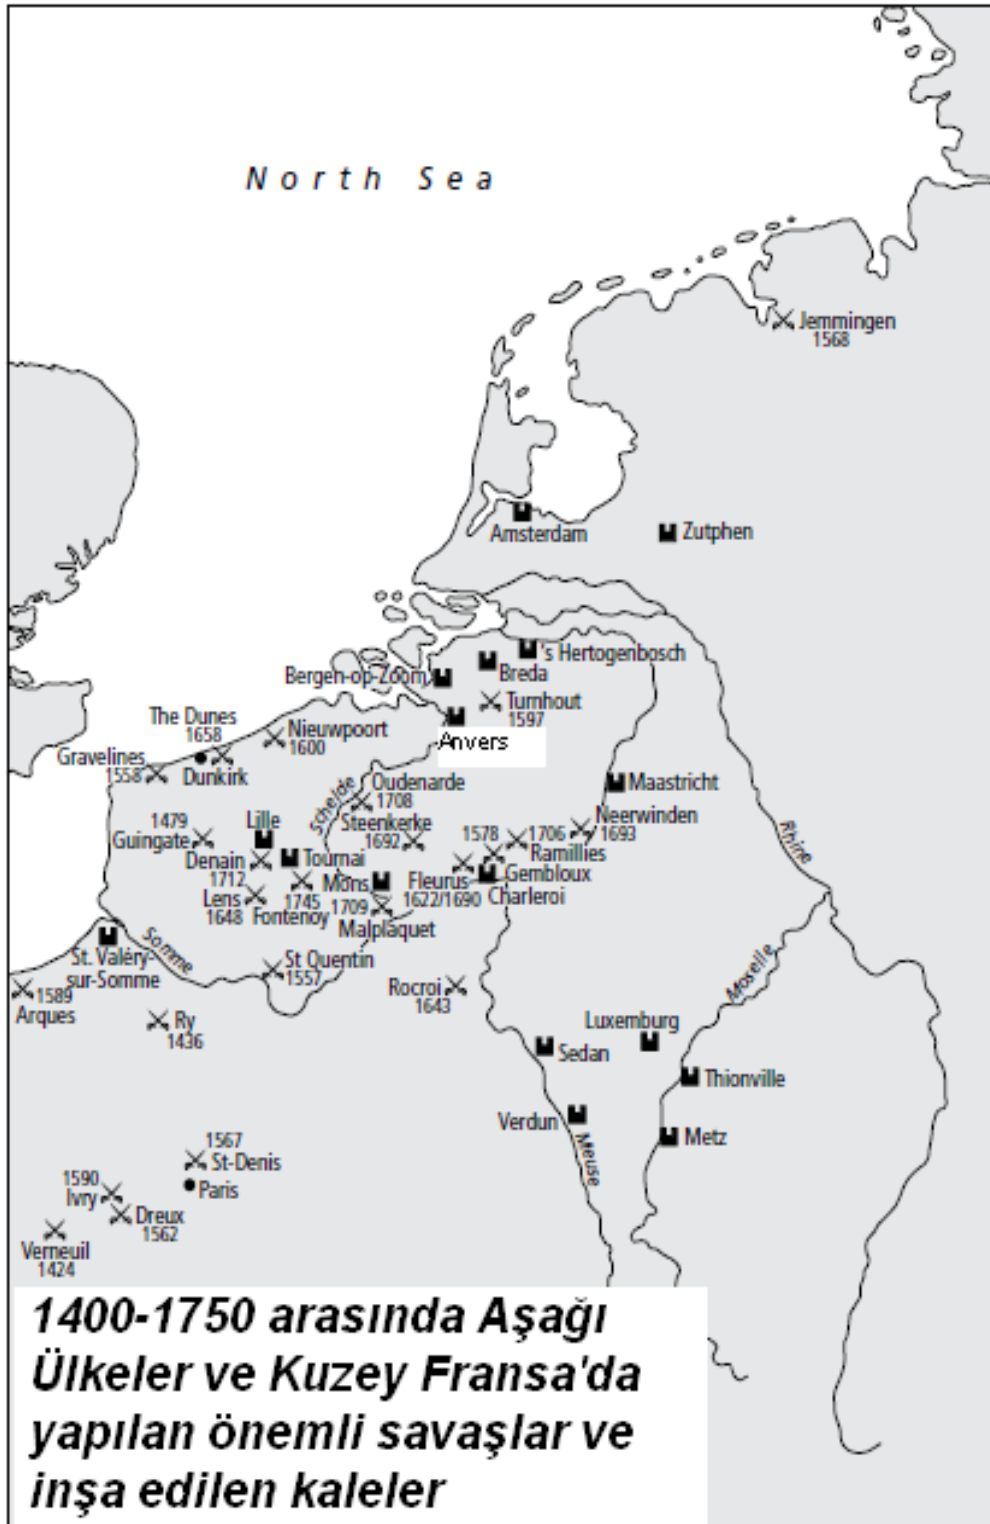 North Sea
Jemmingen
1568
Amsterdam
Zutphen
's Hertogenbosch
Breda
Bergen-op-Zoom
Turnhout
1597
Anvers
The Dunes
1658
Nieuwpoort
1600
Gravelines
1558
Dunkirk
Schelde
Oudenarde
1708
Maastricht
Rhine
1479
Guingate
Lille
Steenkerke
1692
Neerwinden
1693
1578
1706
Ramillies
Denain
1712
Tournai
Mons
Fleurus
1622/1690
Gembloux
Charleroi
Lens
1648
1745
Fontenoy
1709
Malplaquet
Somme
St. Valéry-
sur-Somme
St Quentin
1557
Rocroi
1643
Moselle
1589
Arques
Ry
1436
Luxemburg
Sedan
Thionville
Verdun
Metz
Meuse
1567
St-Denis
Paris
1590
Ivry
Dreux
1562
Verneuil
1424
1400-1750 arasında Aşağı
Ülkeler ve Kuzey Fransa'da
yapılan önemli savaşlar ve
inşa edilen kaleler